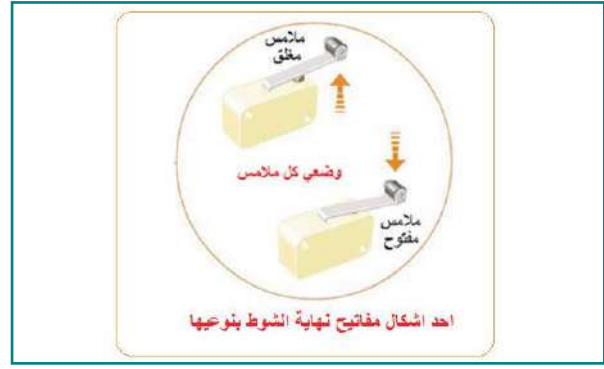 ملامس
مغلق
وضعي كل ملامس
ملامس
مفتوح
احد اشكال مفاتيح نهاية الشوط بنوعيها